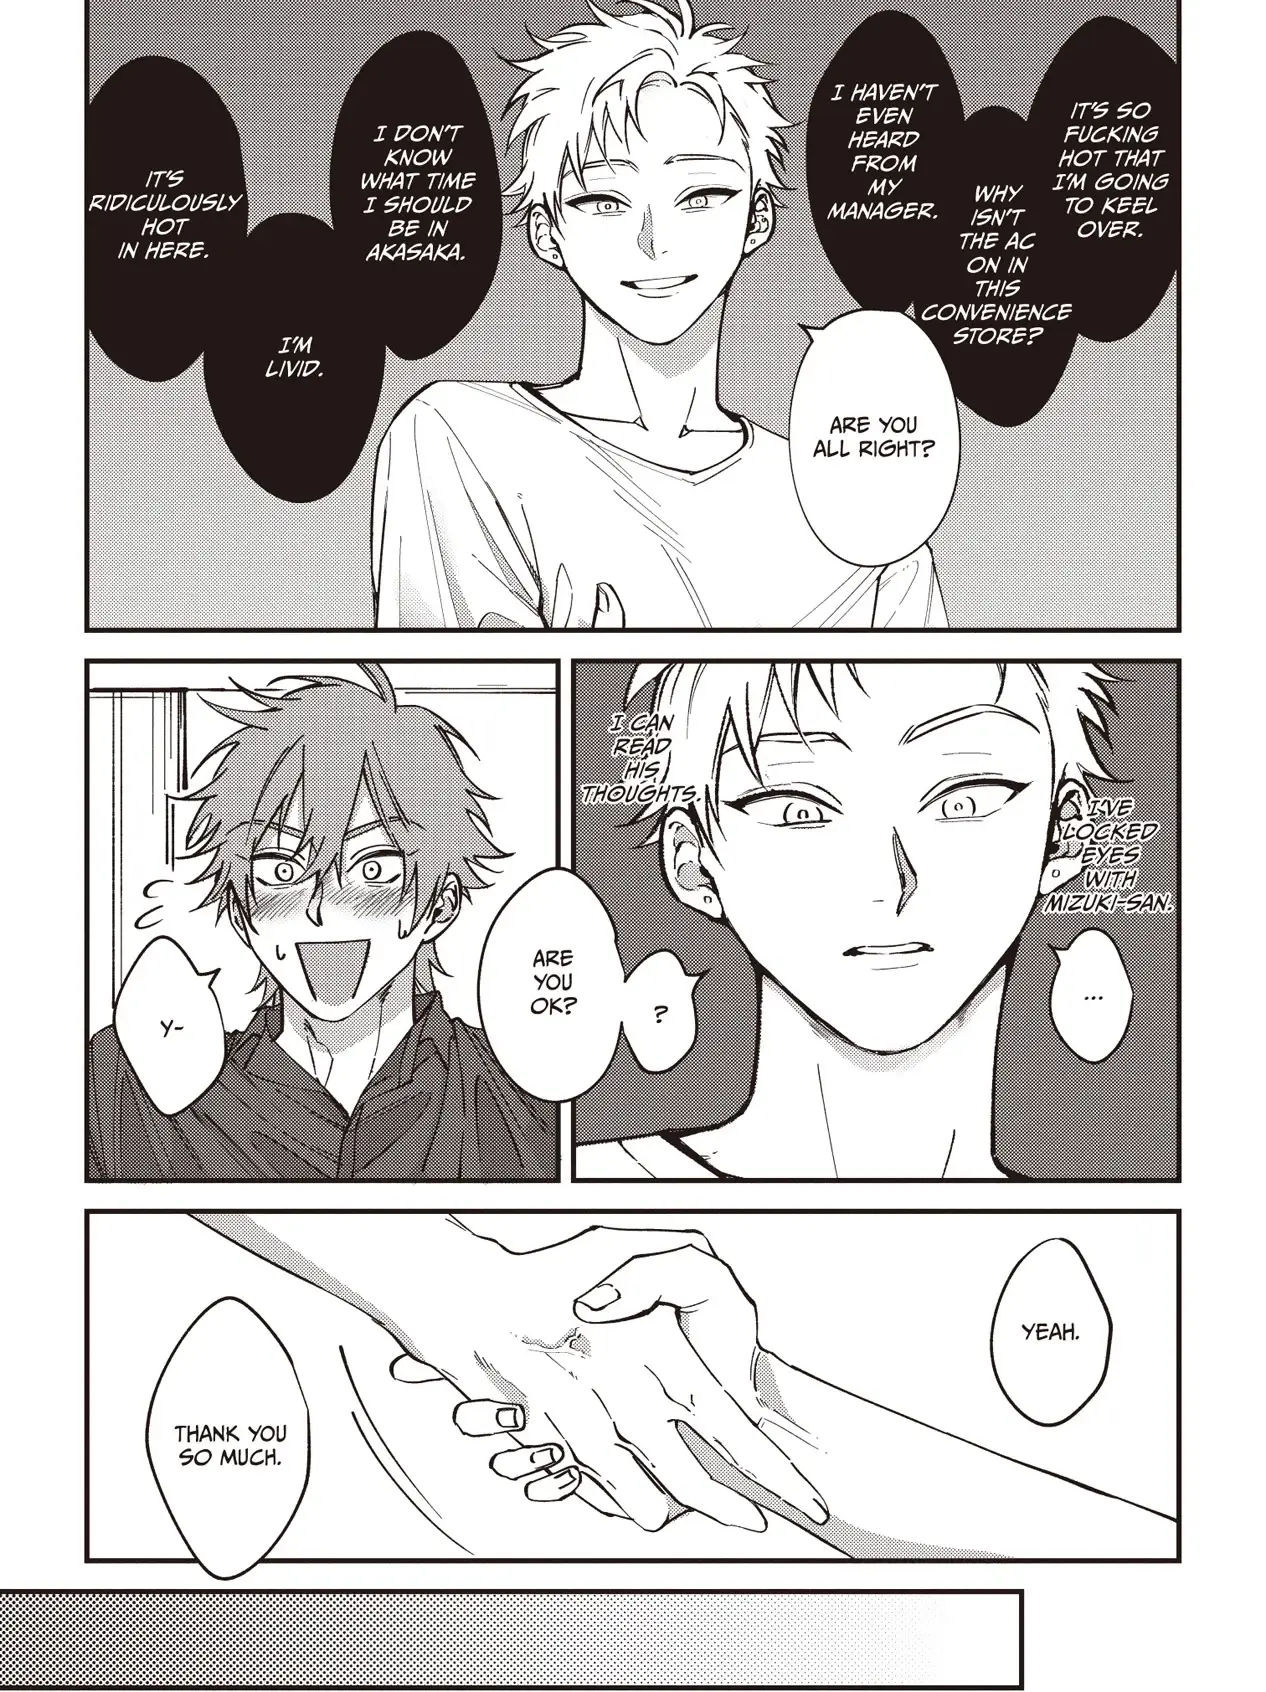 IT'S SO
FUCKING
HOT THAT
I'M GOING
TO KEEL
OVER.
WHY
ISN'T
THE AC
ON IN
THIS
CONVENIENCE
STORE?
I HAVEN'T
EVEN
HEARD
FROM
MY
MANAGER.
ARE YOU
ALL RIGHT?
I DON'T
KNOW
WHAT TIME
I SHOULD
BE IN
AKASAKA.
I'M
LIVID.
IT'S
RIDICULOUSLY
HOT
IN HERE.
I'VE
LOCKED
EYES
WITH
MIZUKI-SAN.
...
I CAN
READ
HIS
THOUGHTS.
?
ARE
YOU
OK?
Y-
YEAH.
THANK YOU
SO MUCH.